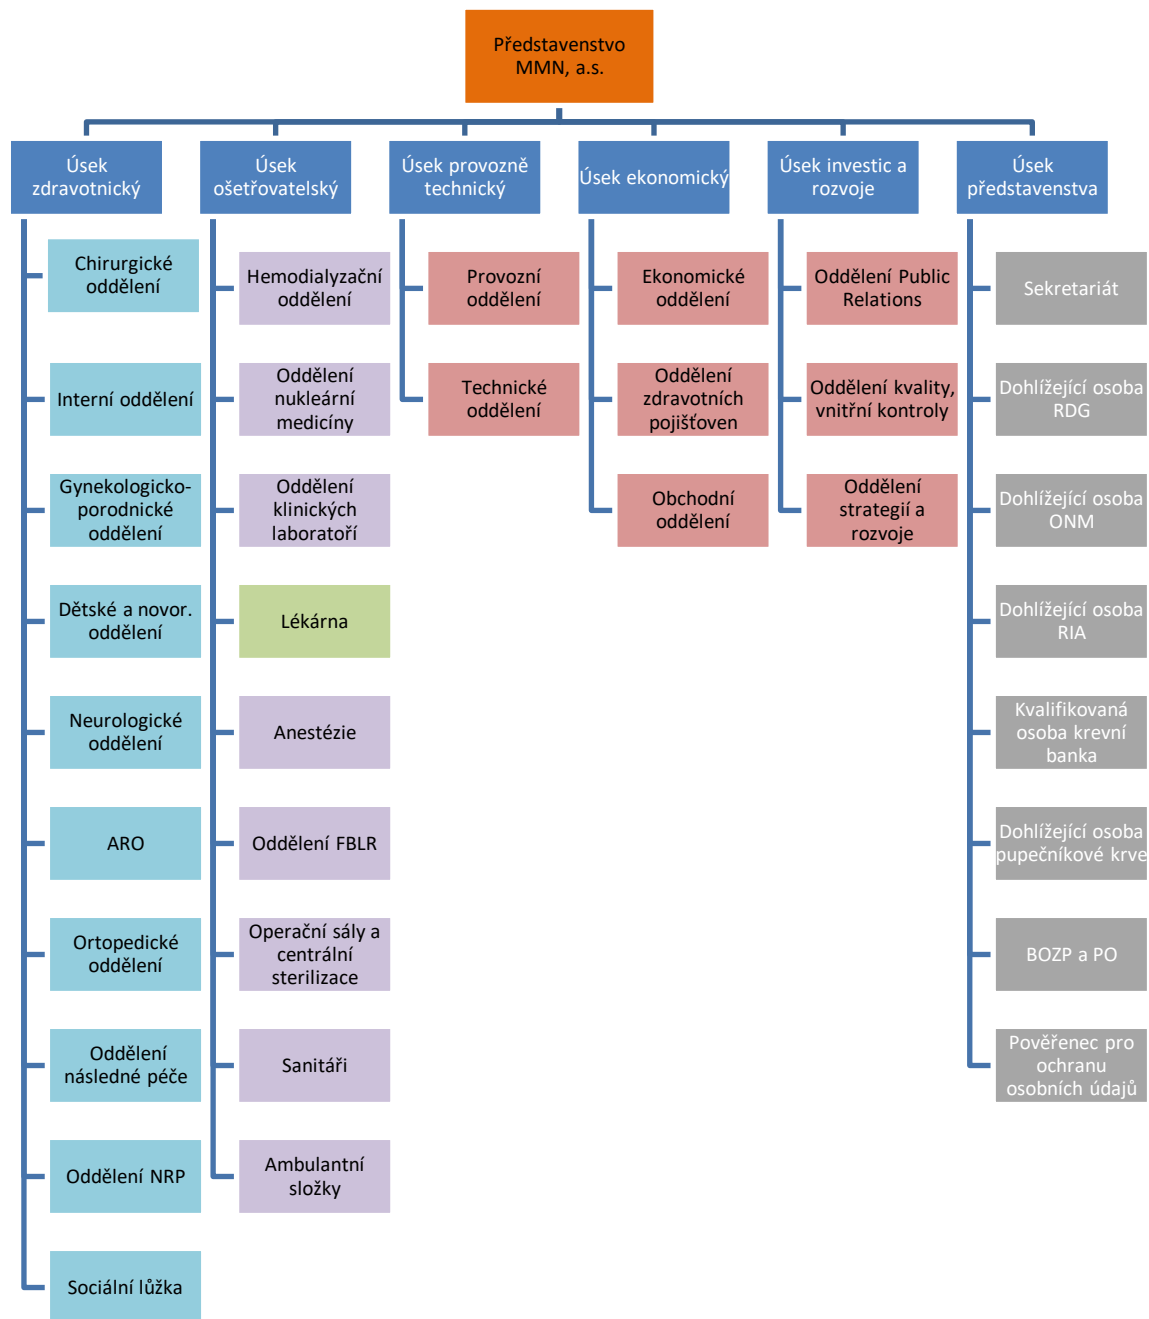 Představenstvo
MMN, a.s.
Úsek
zdravotnický
Úsek
ošetřovatelský
Úsek provozně
technický
Úsek ekonomický
Úsek investic a
rozvoje
Úsek
představenstva
Chirurgické
oddělení
Interní oddělení
Gynekologicko-
porodnické
oddělení
Dětské a novor.
oddělení
Neurologické
oddělení
ARO
Ortopedické
oddělení
Oddělení
následné péče
Oddělení NRP
Sociální lůžka
Hemodialyzační
oddělení
Oddělení
nukleární
medicíny
Oddělení
klinických
laboratoří
Lékárna
Anestézie
Oddělení FBLR
Operační sály a
centrální
sterilizace
Sanitáři
Ambulantní
složky
Provozní
oddělení
Technické
oddělení
Ekonomické
oddělení
Oddělení
zdravotních
pojišťoven
Obchodní
oddělení
Oddělení Public
Relations
Oddělení kvality,
vnitřní kontroly
Oddělení
strategií a
rozvoje
Sekretariát
Dohlížející osoba
RDG
Dohlížející osoba
ONM
Dohlížející osoba
RIA
Kvalifikovaná
osoba krevní
banka
Dohlížející osoba
pupečníkové krve
BOZP a PO
Pověřenec pro
ochranu
osobních údajů